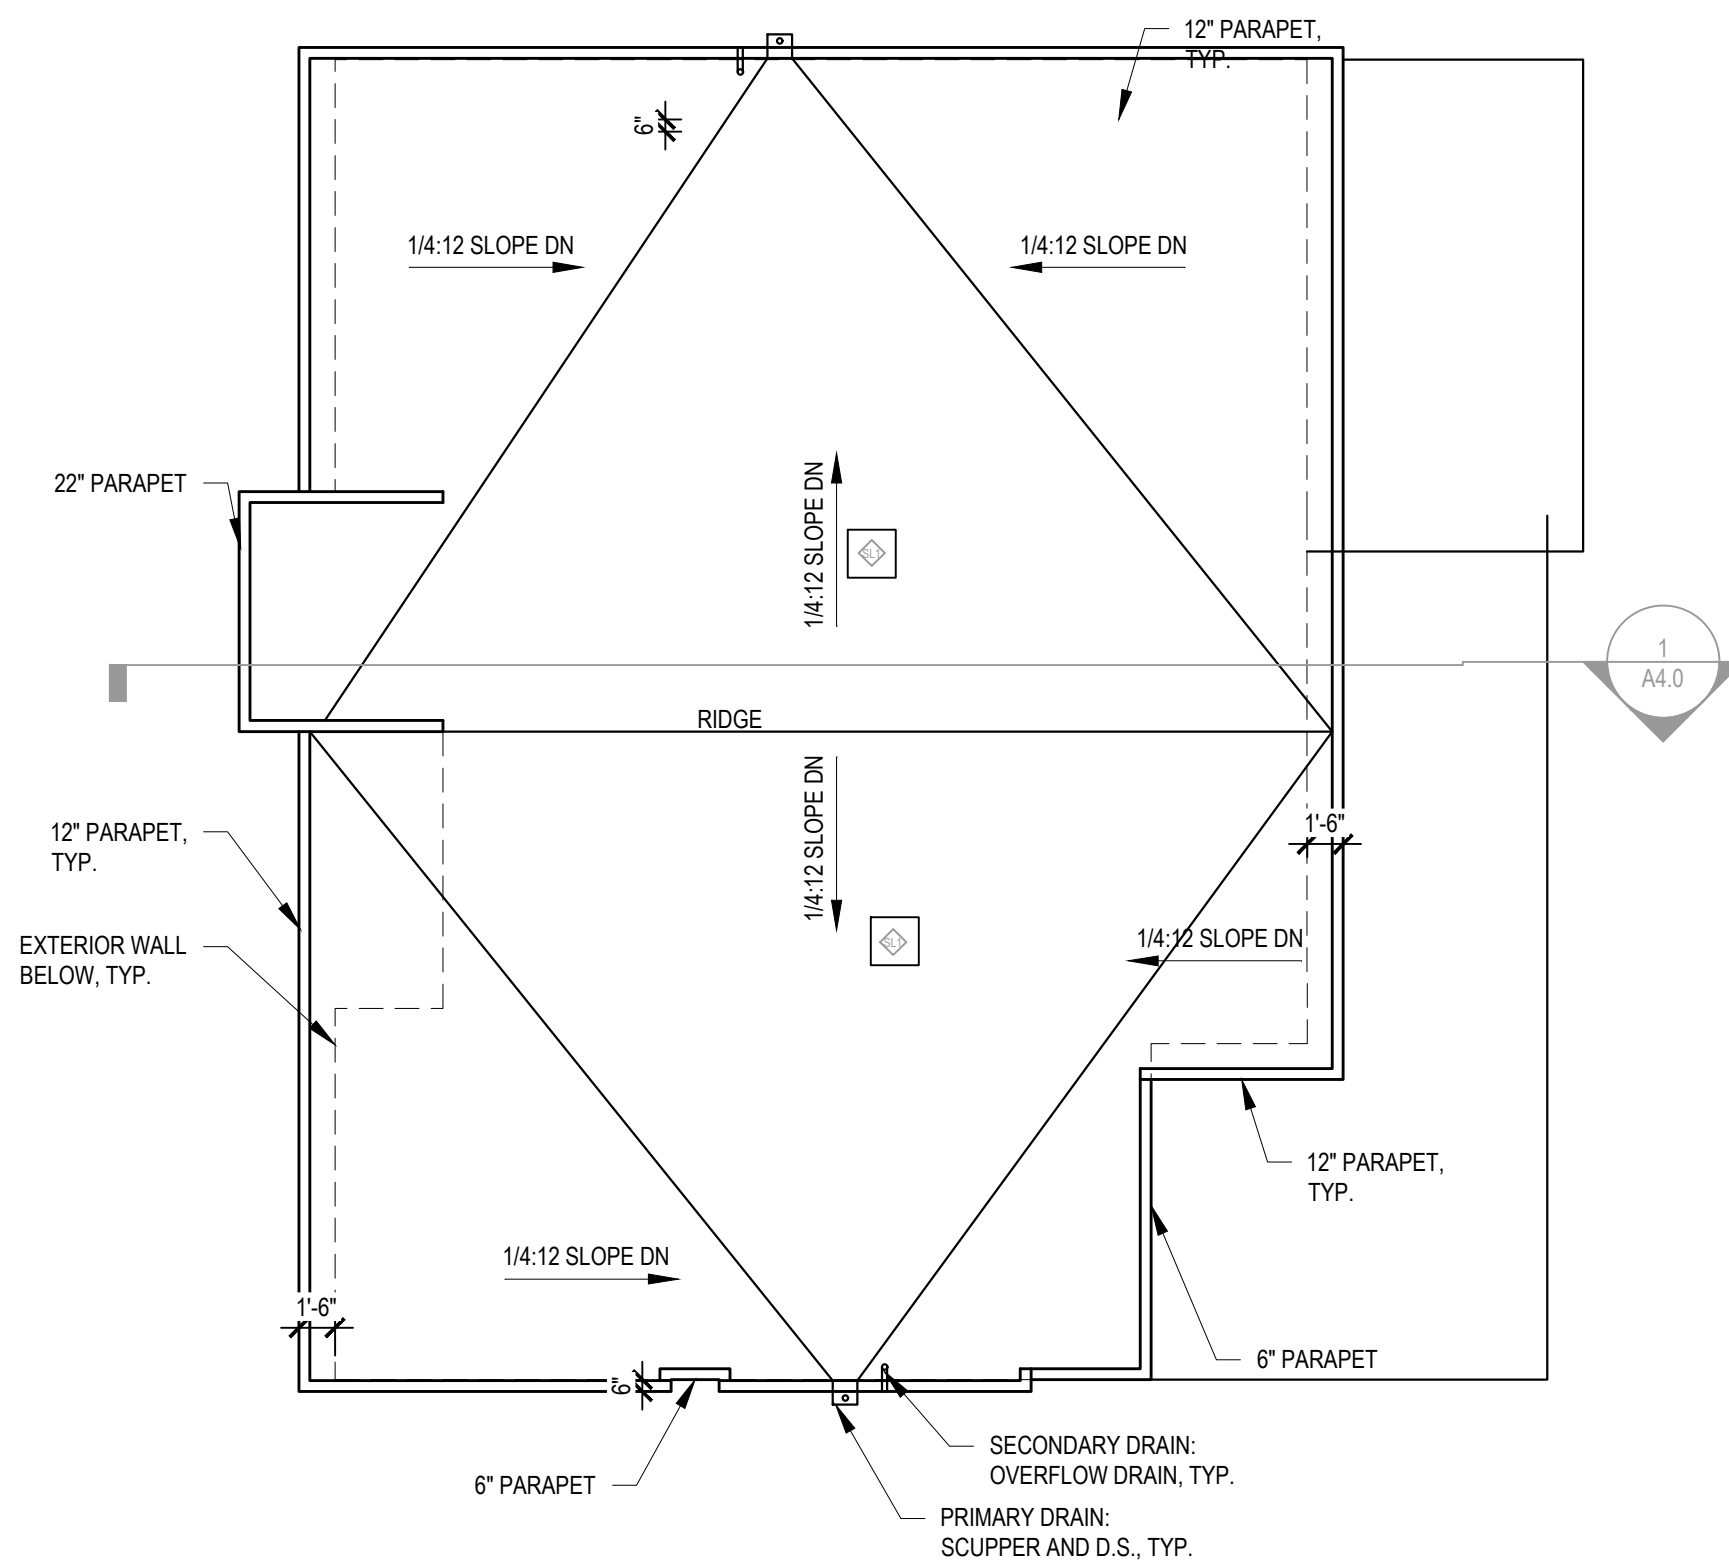 12" PARAPET,
TYP.
6"
1/4:12 SLOPE DN
1/4:12 SLOPE DN
22" PARAPET
1/4:12 SLOPE DN
SL1
1
A4.0
RIDGE
1/4:12 SLOPE DN
12" PARAPET,
TYP.
1'-6"
EXTERIOR WALL
BELOW, TYP.
SL1
1/4:12 SLOPE DN
12" PARAPET,
TYP.
1/4:12 SLOPE DN
1'-6"
6" PARAPET
6"
6" PARAPET
SECONDARY DRAIN:
OVERFLOW DRAIN, TYP.
PRIMARY DRAIN:
SCUPPER AND D.S., TYP.